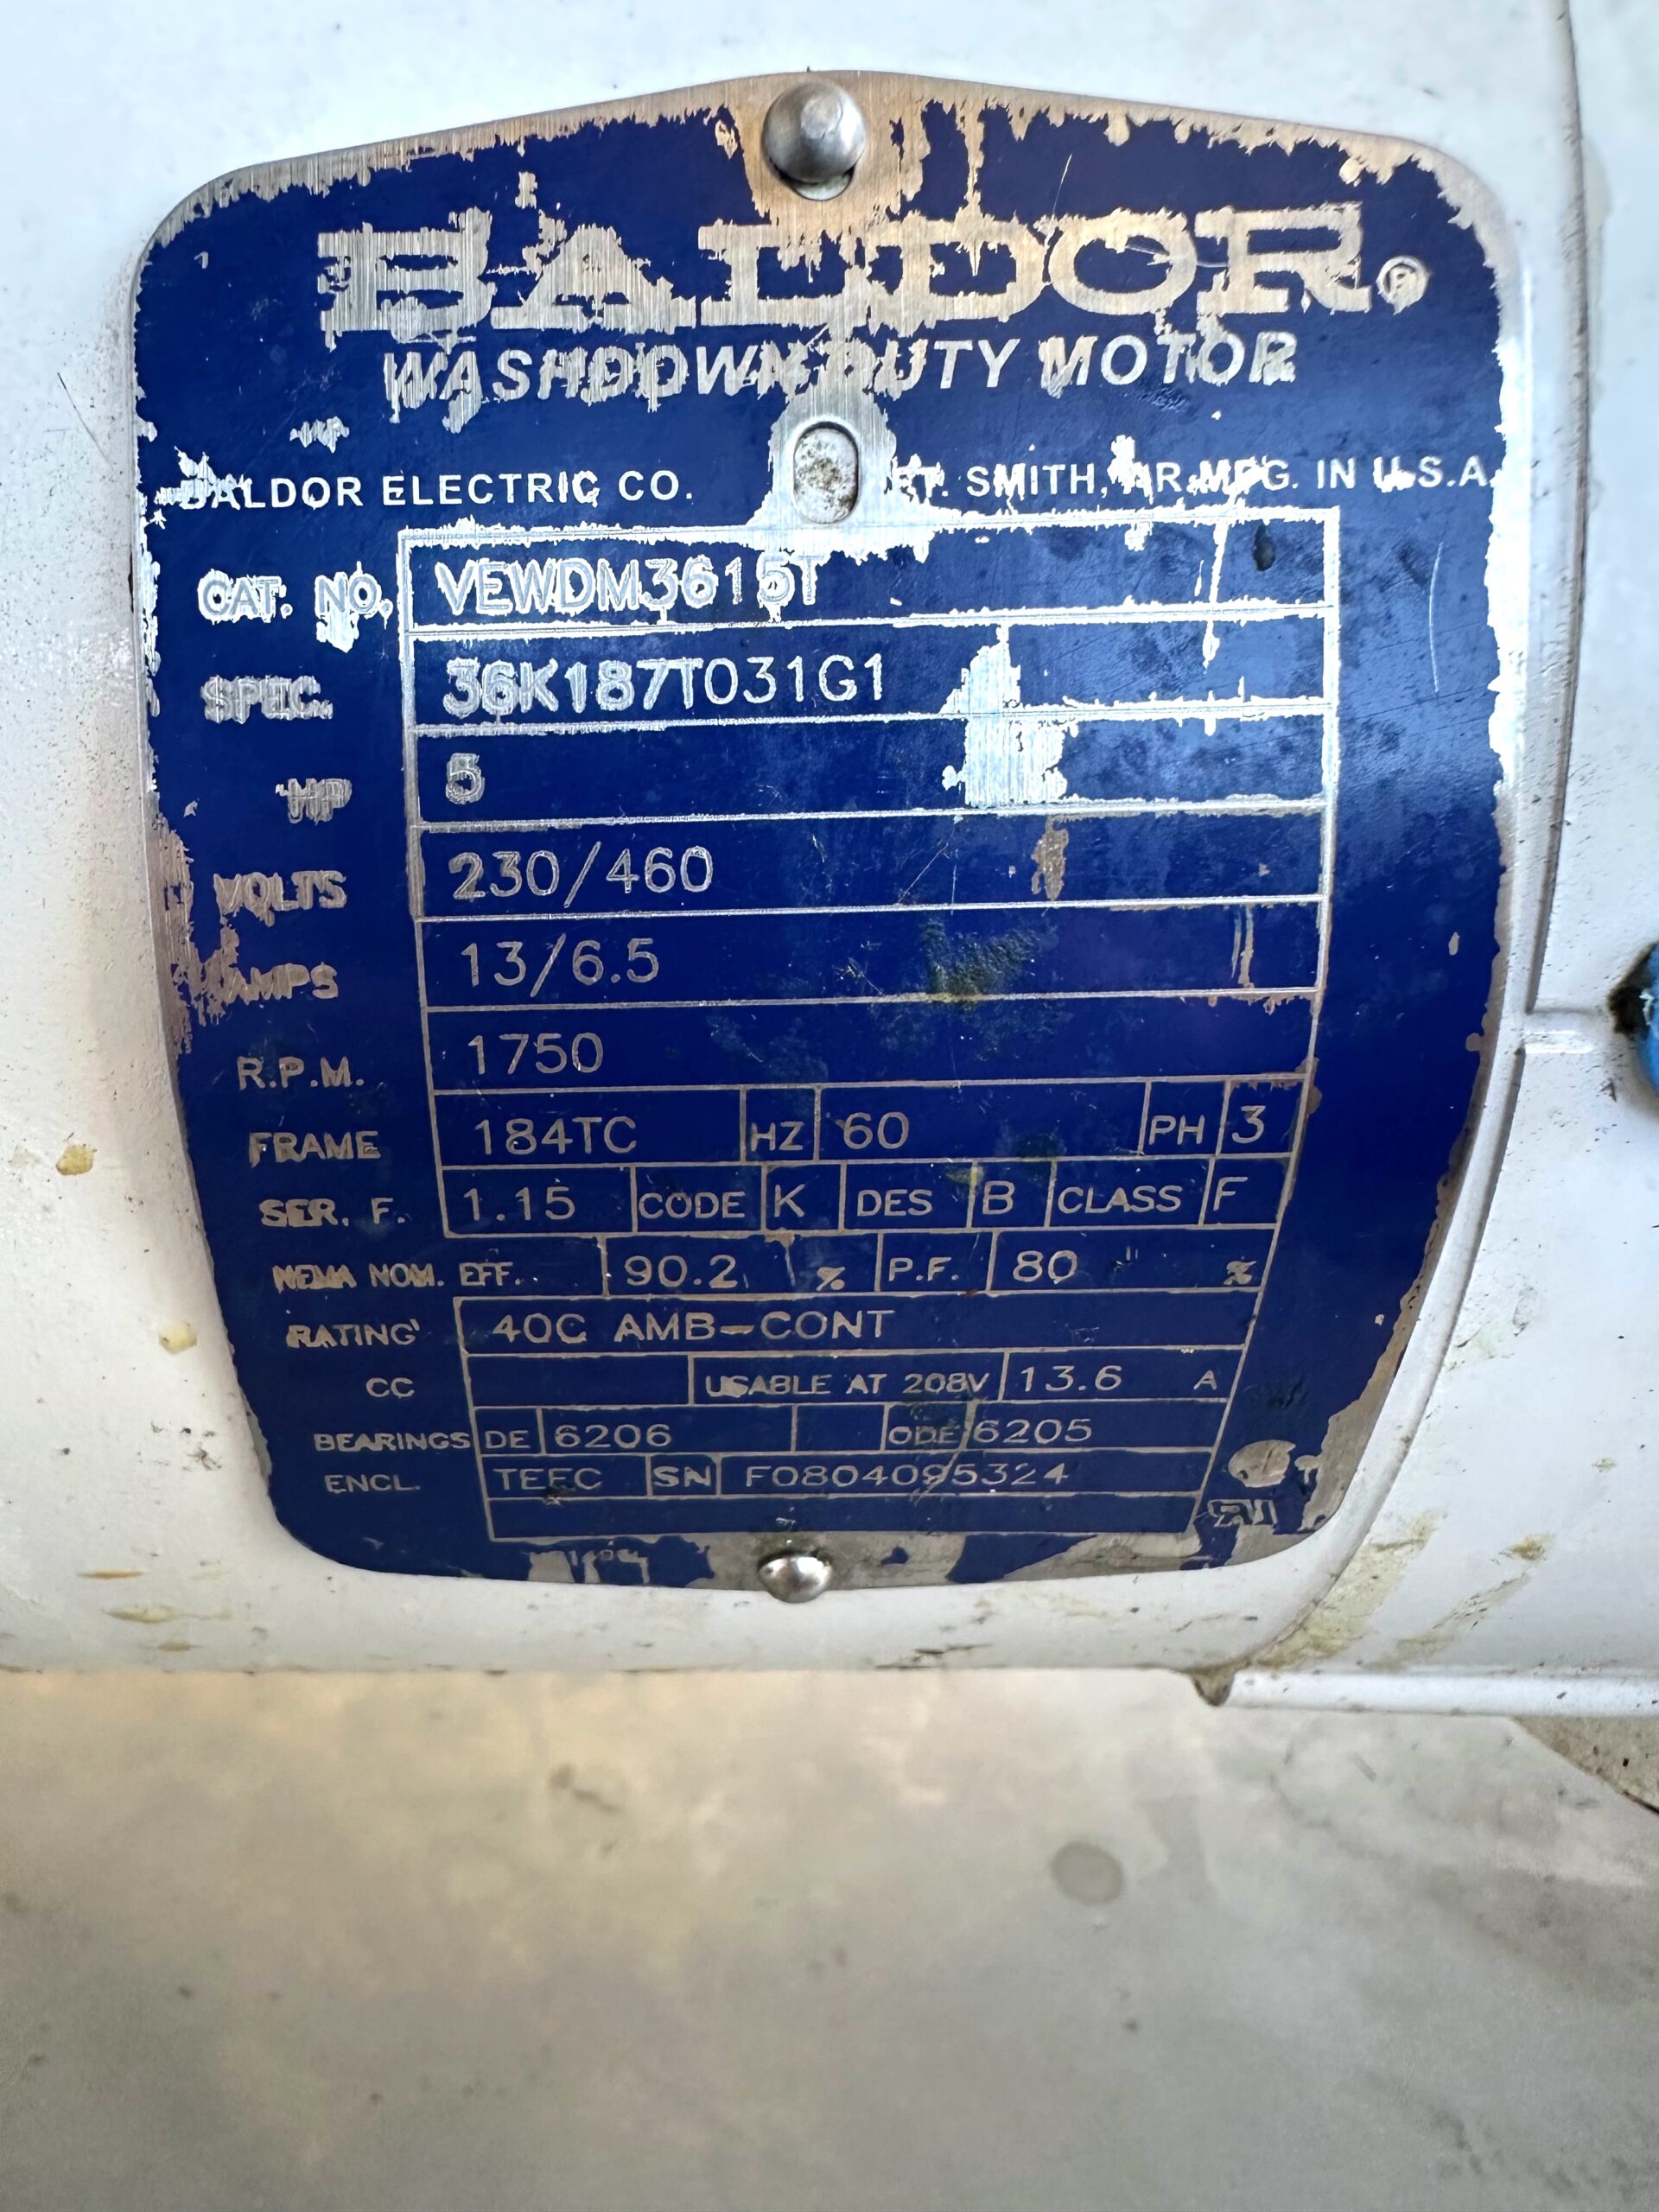 BALDOR®
WASHDOWN DUTY MOTOR
BALDOR ELECTRIC CO. FT. SMITH, AR. MFG. IN U.S.A.
CAT. NO. VEWDM3615T
SPEC. 36K187T031G1
HP 5
VOLTS 230/460
AMPS 13/6.5
R.P.M. 1750
FRAME 184TC HZ 60 PH 3
SER. F. 1.15 CODE K DES B CLASS F
NEMA NOM. EFF. 90.2 % P.F. 80 %
RATING 40C AMB-CONT
CC USABLE AT 208V 13.6 A
BEARINGS DE 6206 ODE 6205
ENCL. TEFC SN F0804095324